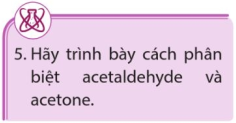 5. Hãy trình bày cách phân
biệt acetaldehyde và
acetone.